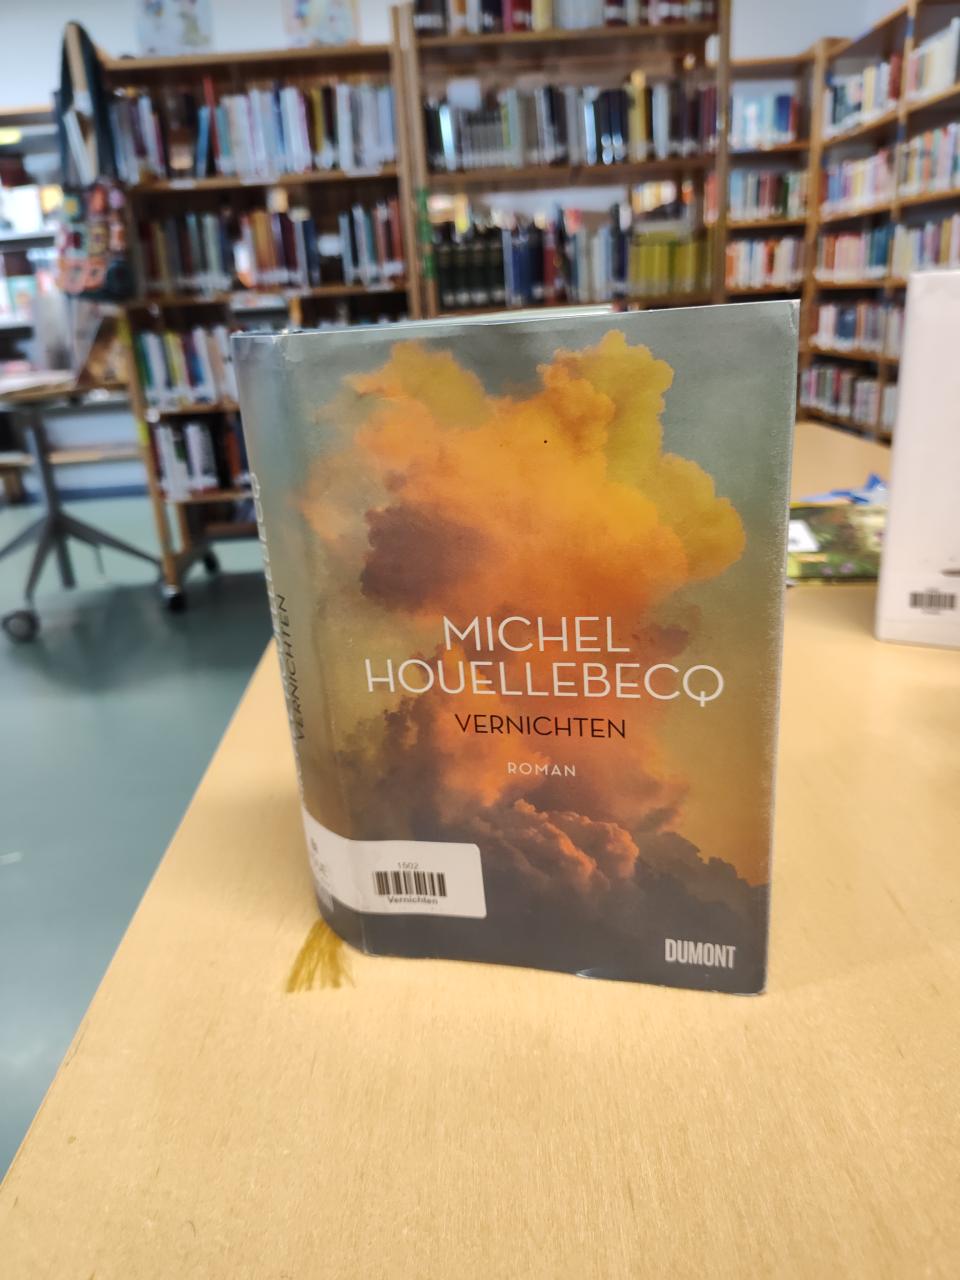 MICHEL
HOUELLEBECQ
VERNICHTEN
ROMAN
VERNICHTEN
1502
Vernichten
DUMONT